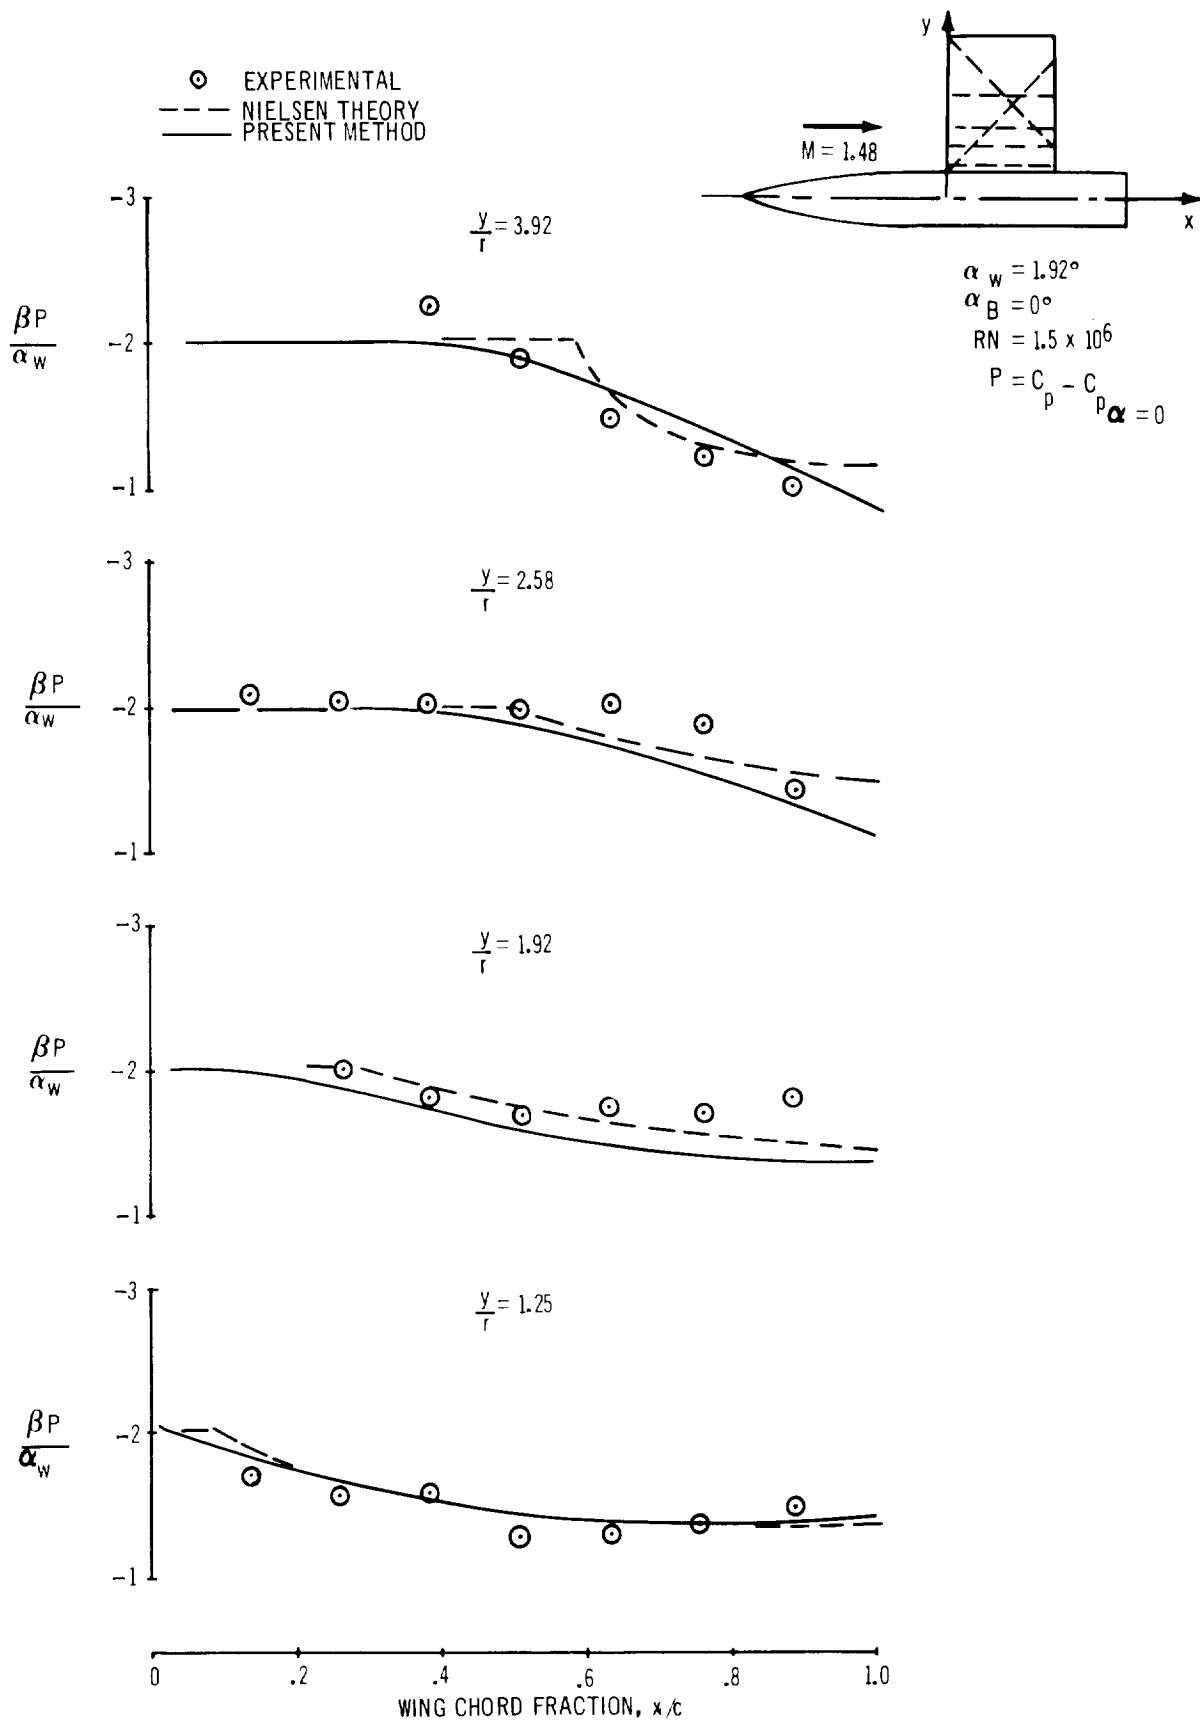 EXPERIMENTAL
NIELSEN THEORY
PRESENT METHOD
y
M = 1.48
x
α w = 1.92°
α B = 0°
RN = 1.5 x 10⁶
P = C p - C p α = 0
y/r = 3.92
-3
βP/α w
-2
-1
y/r = 2.58
-3
βP/α w
-2
-1
y/r = 1.92
-3
βP/α w
-2
-1
y/r = 1.25
-3
βP/α w
-2
-1
0 .2 .4 .6 .8 1.0
WING CHORD FRACTION, x/c